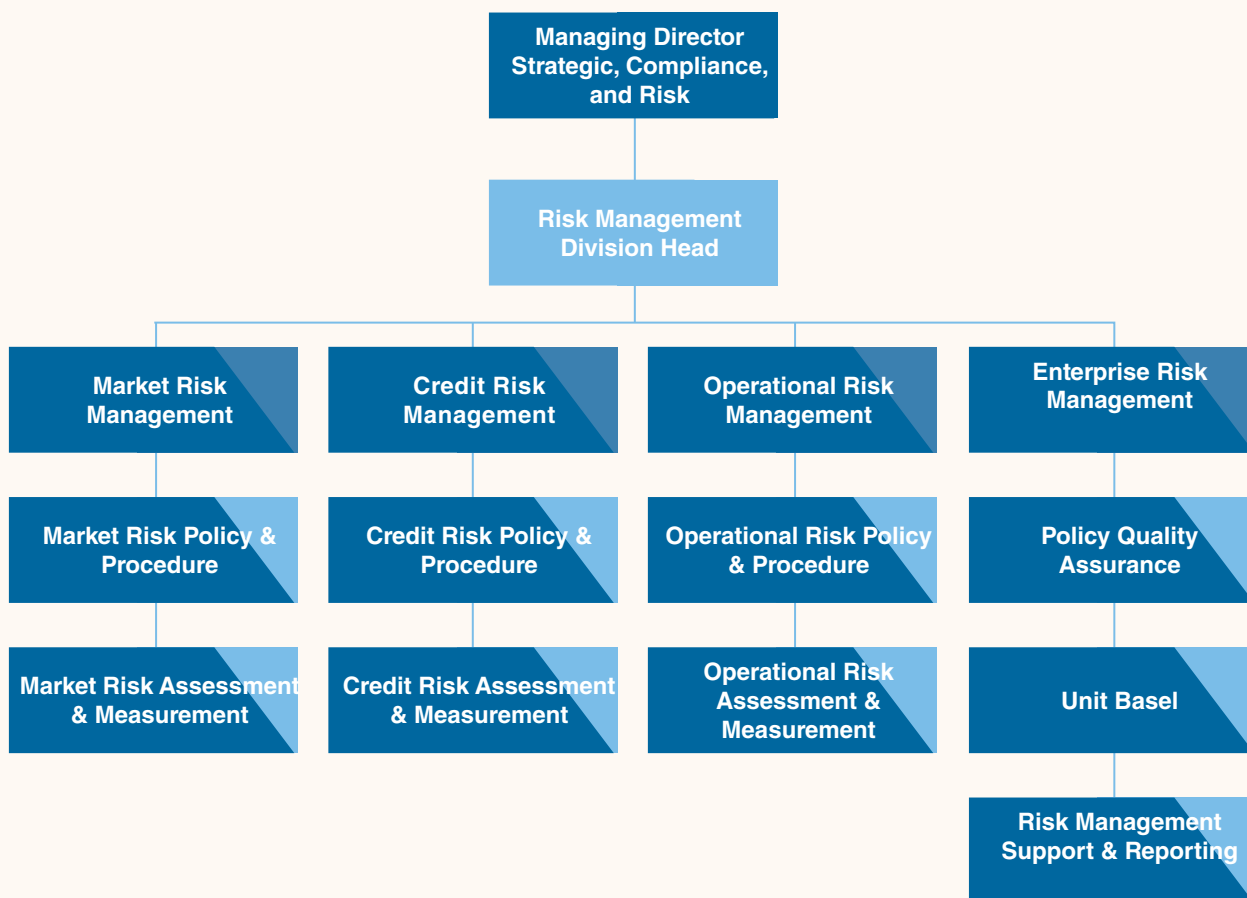 Managing Director
Strategic, Compliance,
and Risk
Risk Management
Division Head
Market Risk
Management
Credit Risk
Management
Operational Risk
Management
Enterprise Risk
Management
Market Risk Policy &
Procedure
Credit Risk Policy &
Procedure
Operational Risk Policy
& Procedure
Policy Quality
Assurance
Market Risk Assessment
& Measurement
Credit Risk Assessment
& Measurement
Operational Risk
Assessment &
Measurement
Unit Basel
Risk Management
Support & Reporting